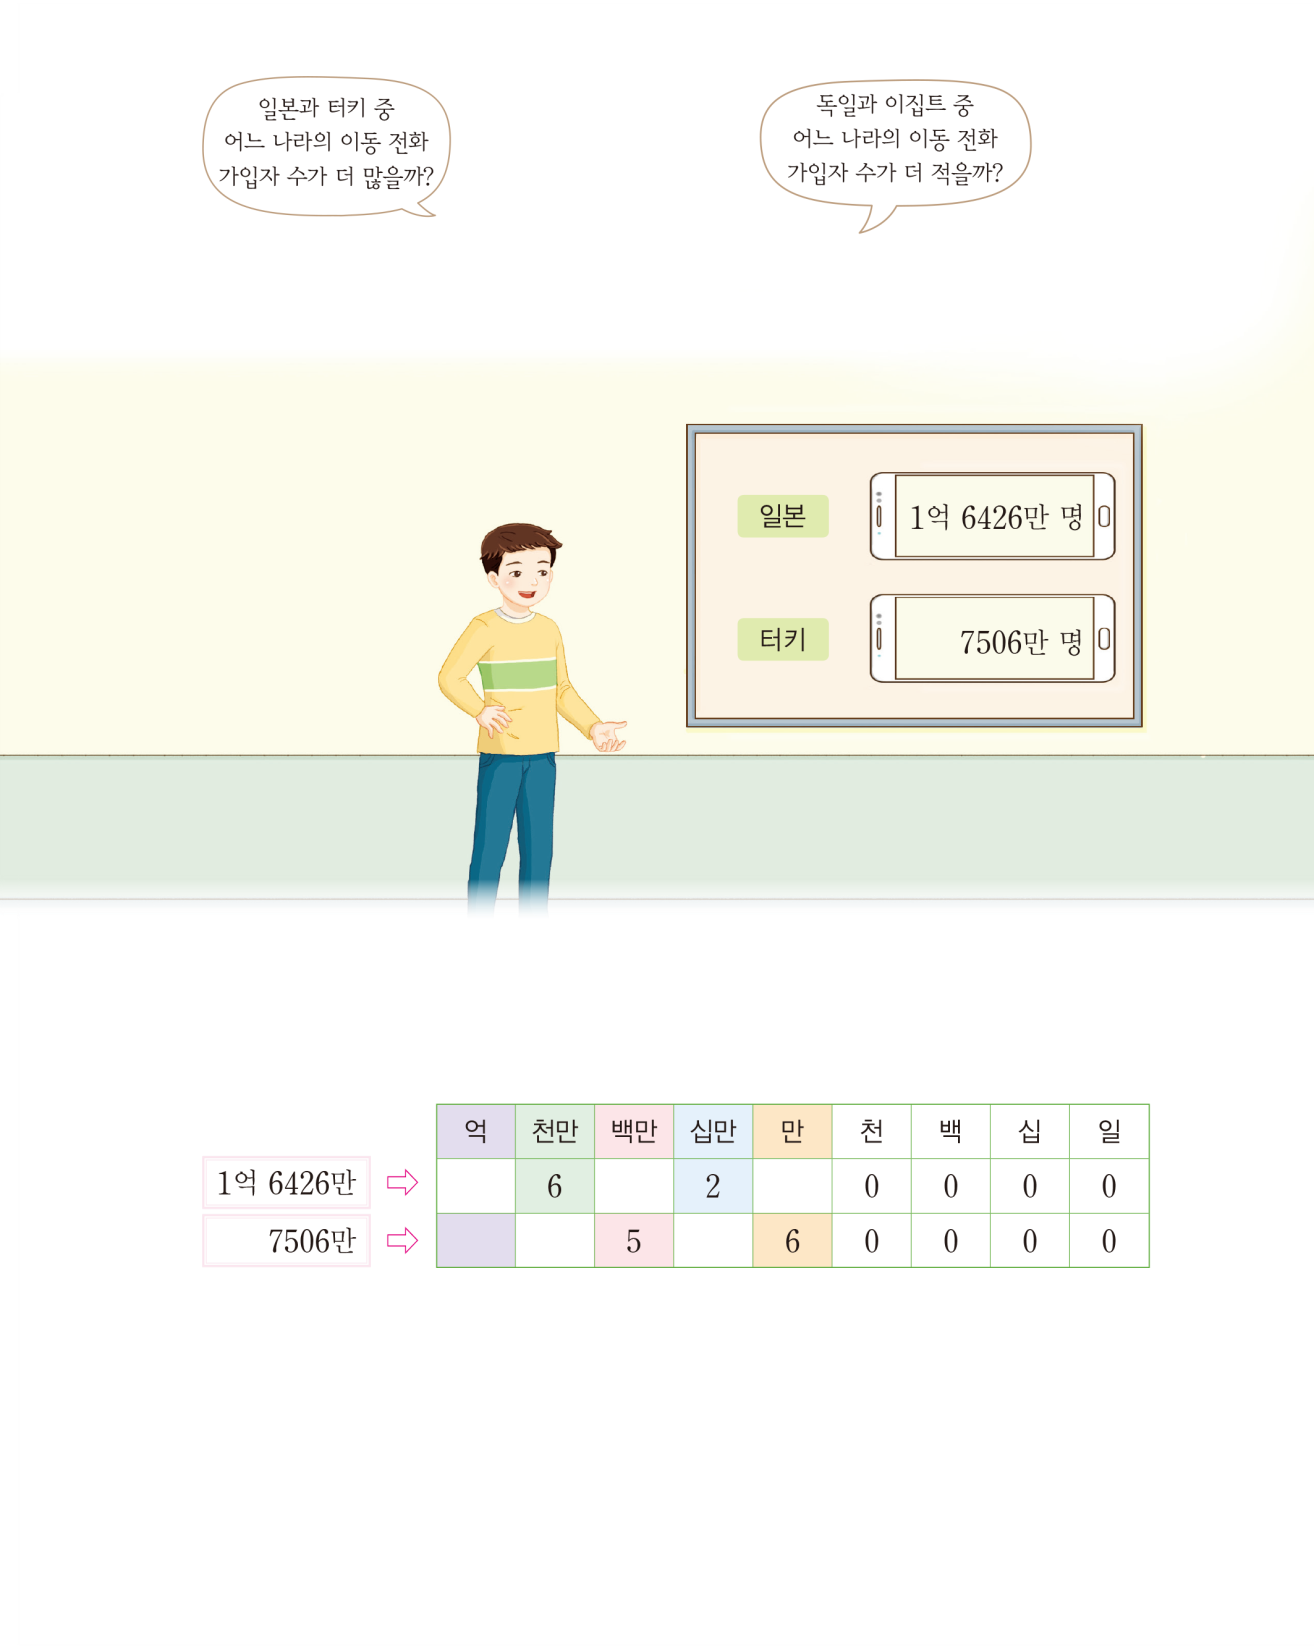 일본과 터키 중
어느 나라의 이동 전화
가입자 수가 더 많을까?
독일과 이집트 중
어느 나라의 이동 전화
가입자 수가 더 적을까?
일본 1억 6426만 명
터키 7506만 명
억 천만 백만 십만 만 천 백 십 일
1억 6426만 6 2 0 0 0 0
7506만 5 6 0 0 0 0